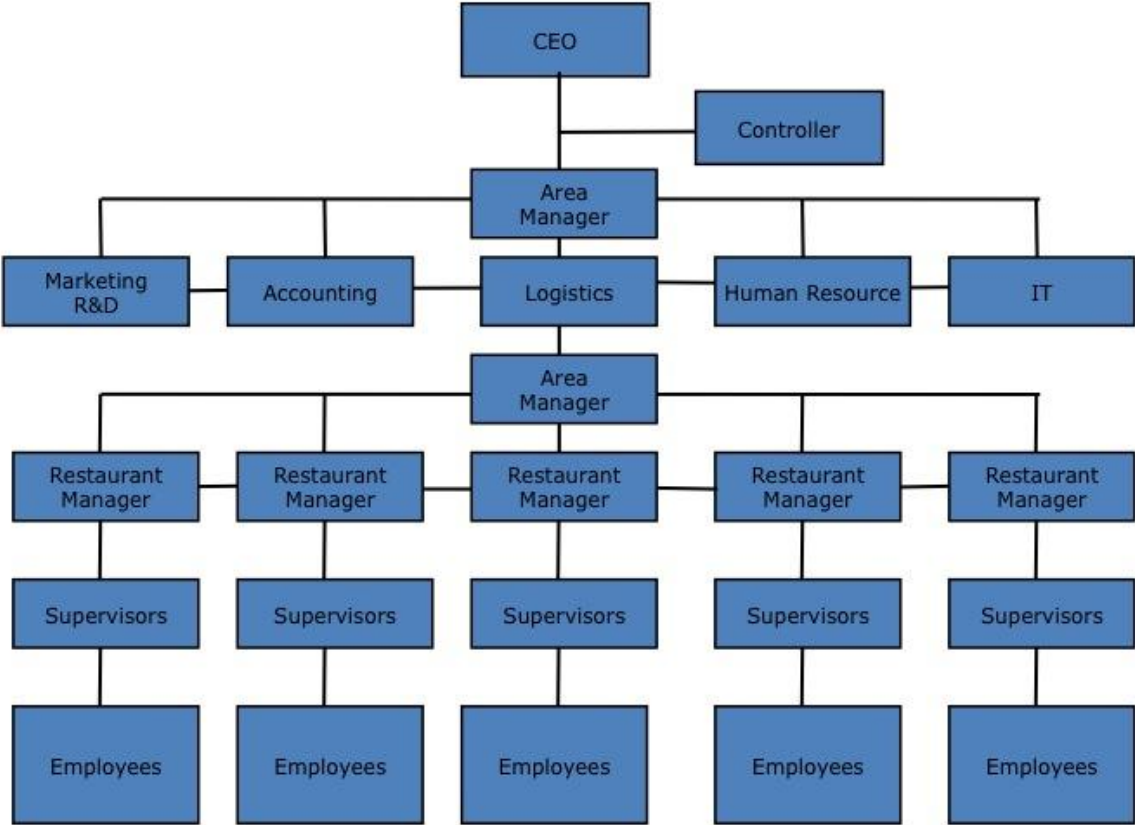 CEO
Controller
Area
Manager
Marketing
R&D
Accounting
Logistics
Human Resource
IT
Area
Manager
Restaurant
Manager
Restaurant
Manager
Restaurant
Manager
Restaurant
Manager
Restaurant
Manager
Supervisors
Supervisors
Supervisors
Supervisors
Supervisors
Employees
Employees
Employees
Employees
Employees